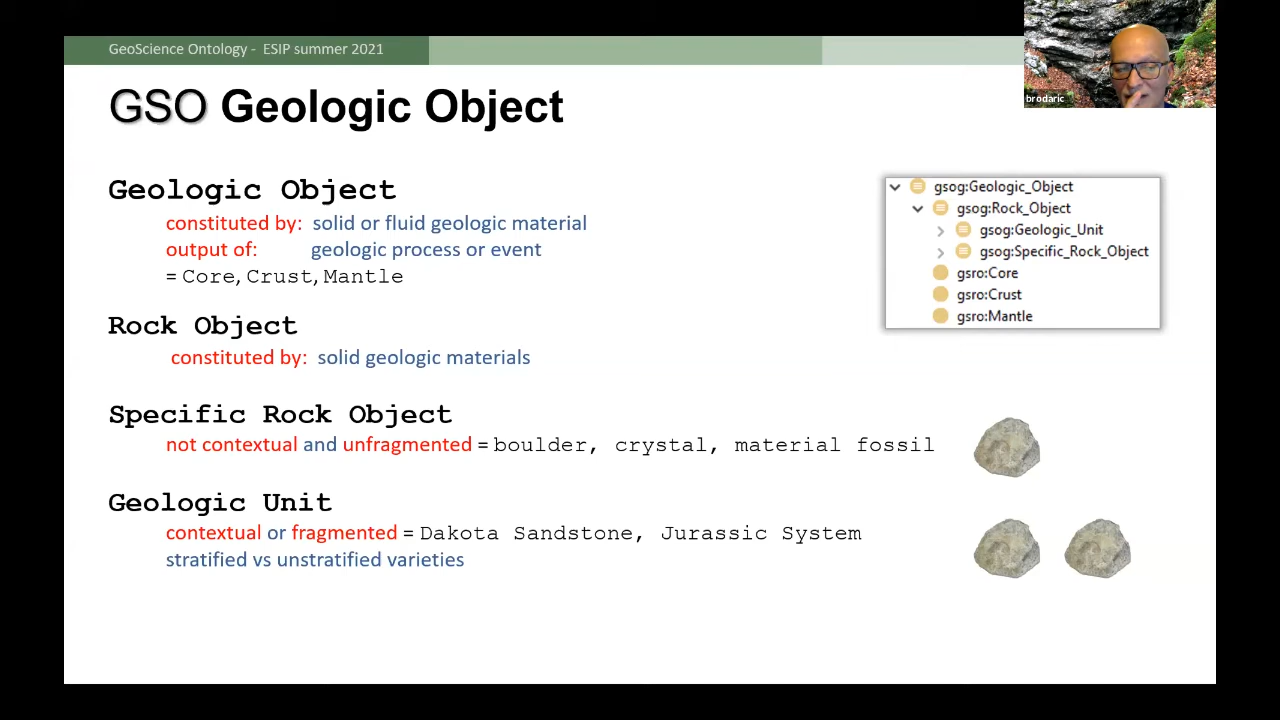 GeoScience Ontology - ESIP summer 2021
brodaric
GSO Geologic Object
Geologic Object
constituted by: solid or fluid geologic material
output of: geologic process or event
= Core, Crust, Mantle
gsog:Geologic_Object
gsog:Rock_Object
gsog:Geologic_Unit
gsog:Specific_Rock_Object
gsro:Core
gsro:Crust
gsro:Mantle
Rock Object
constituted by: solid geologic materials
Specific Rock Object
not contextual and unfragmented = boulder, crystal, material fossil
Geologic Unit
contextual or fragmented = Dakota Sandstone, Jurassic System
stratified vs unstratified varieties